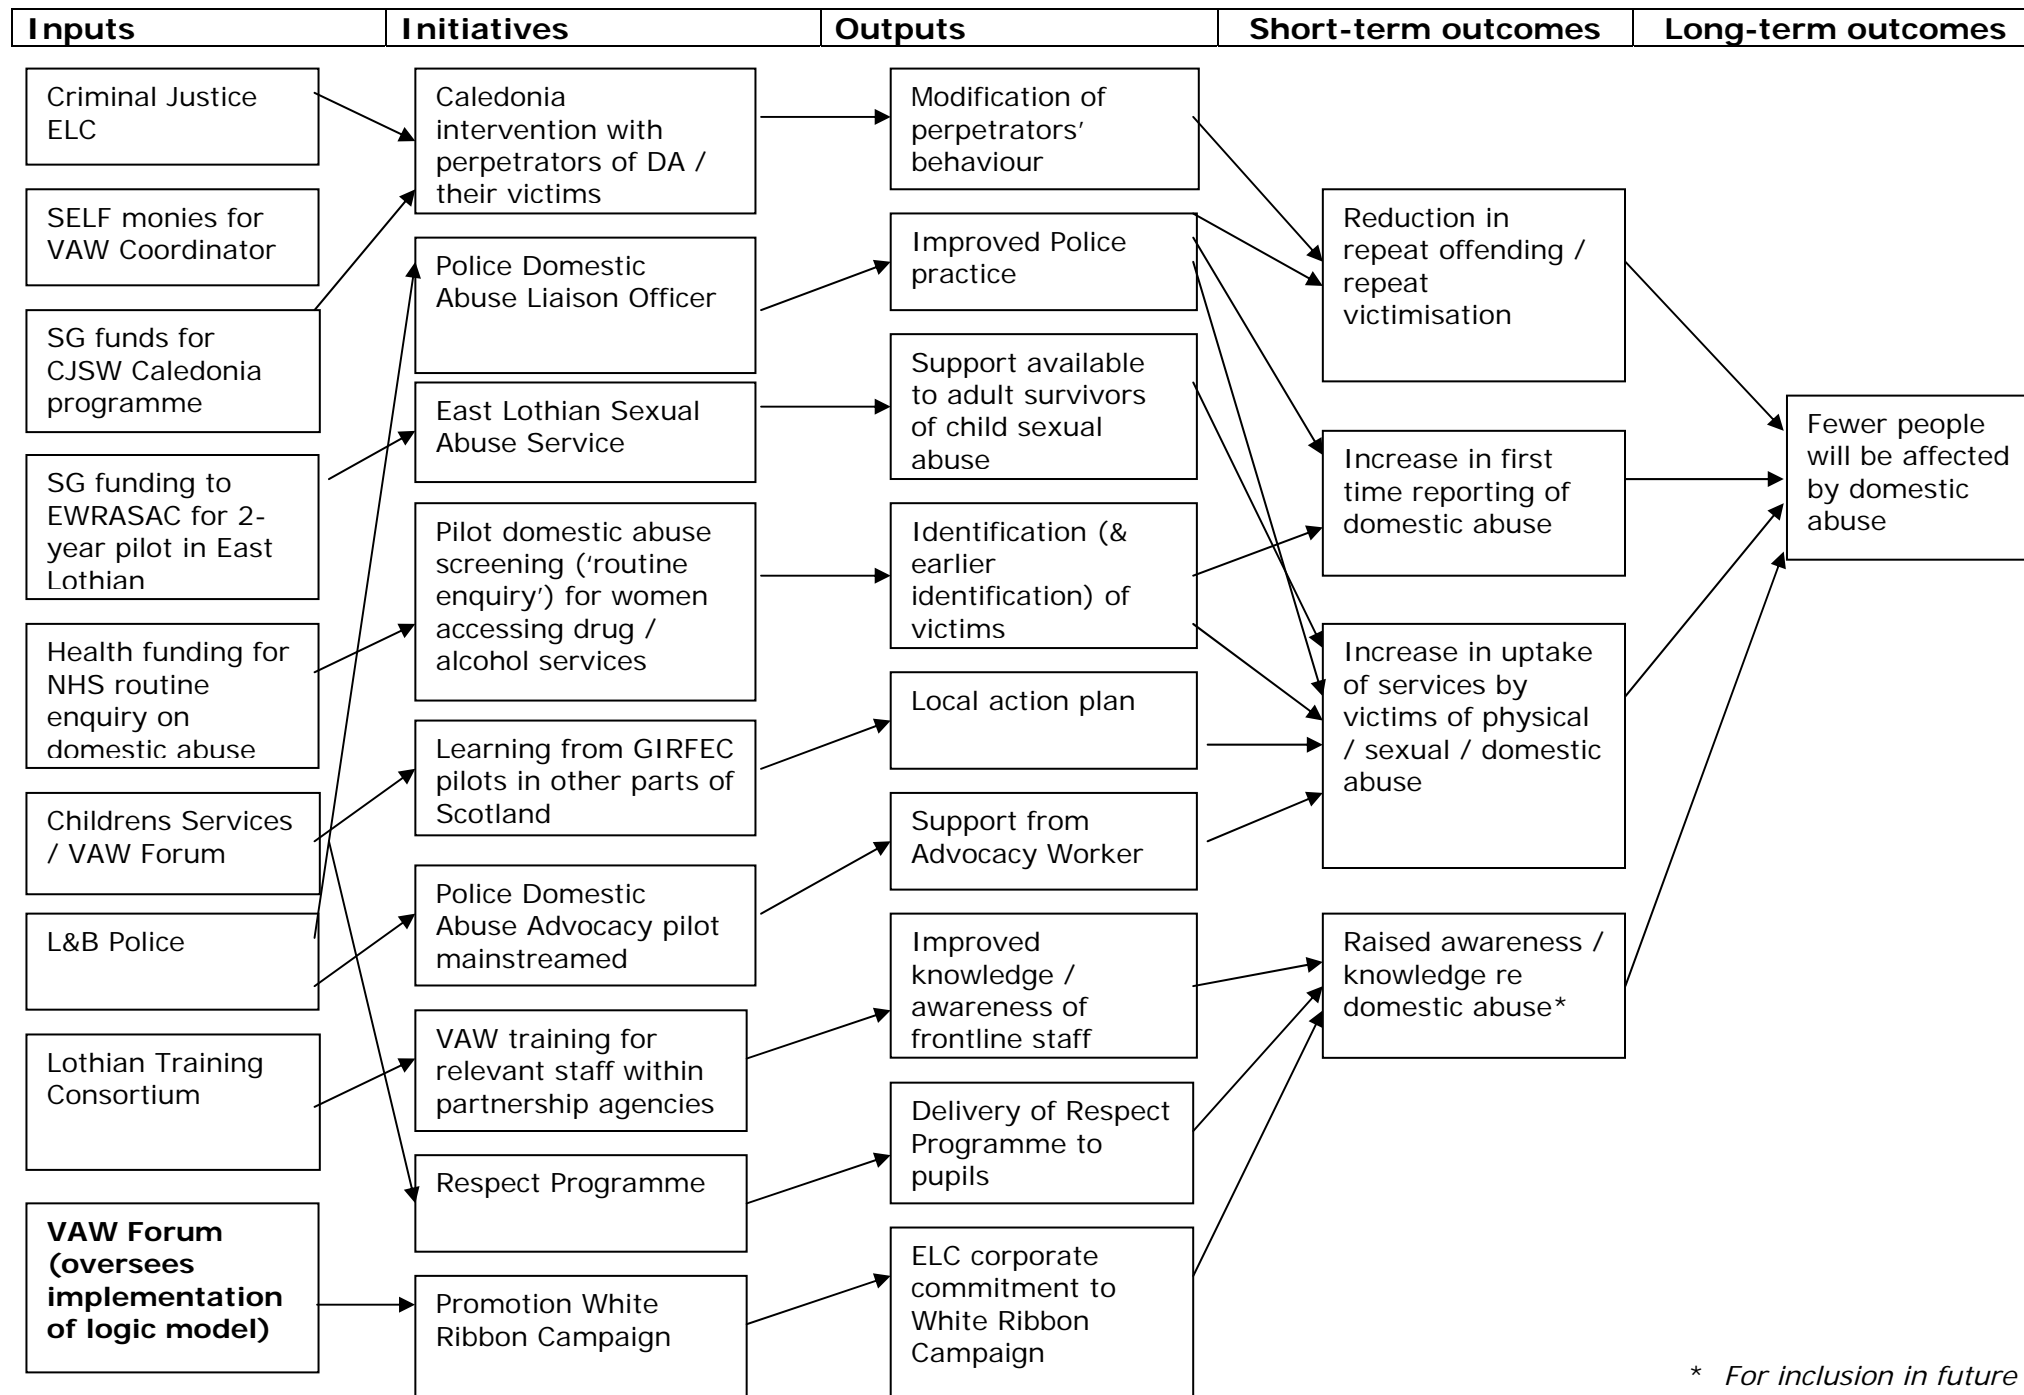 Inputs
Initiatives
Outputs
Short-term outcomes
Long-term outcomes
Criminal Justice
ELC
SELF monies for
VAW Coordinator
SG funds for
CJSW Caledonia
programme
SG funding to
EWRASAC for 2-
year pilot in East
Lothian
Health funding for
NHS routine
enquiry on
domestic abuse
Childrens Services
/ VAW Forum
L&B Police
Lothian Training
Consortium
VAW Forum
(oversees
implementation
of logic model)
Caledonia
intervention with
perpetrators of DA /
their victims
Police Domestic
Abuse Liaison Officer
East Lothian Sexual
Abuse Service
Pilot domestic abuse
screening (‘routine
enquiry’) for women
accessing drug /
alcohol services
Learning from GIRFEC
pilots in other parts of
Scotland
Police Domestic
Abuse Advocacy pilot
mainstreamed
VAW training for
relevant staff within
partnership agencies
Respect Programme
Promotion White
Ribbon Campaign
Modification of
perpetrators’
behaviour
Improved Police
practice
Support available
to adult survivors
of child sexual
abuse
Identification (&
earlier
identification) of
victims
Local action plan
Support from
Advocacy Worker
Improved
knowledge /
awareness of
frontline staff
Delivery of Respect
Programme to
pupils
ELC corporate
commitment to
White Ribbon
Campaign
Reduction in
repeat offending /
repeat
victimisation
Increase in first
time reporting of
domestic abuse
Increase in uptake
of services by
victims of physical
/ sexual / domestic
abuse
Raised awareness /
knowledge re
domestic abuse*
Fewer people
will be affected
by domestic
abuse
* For inclusion in future